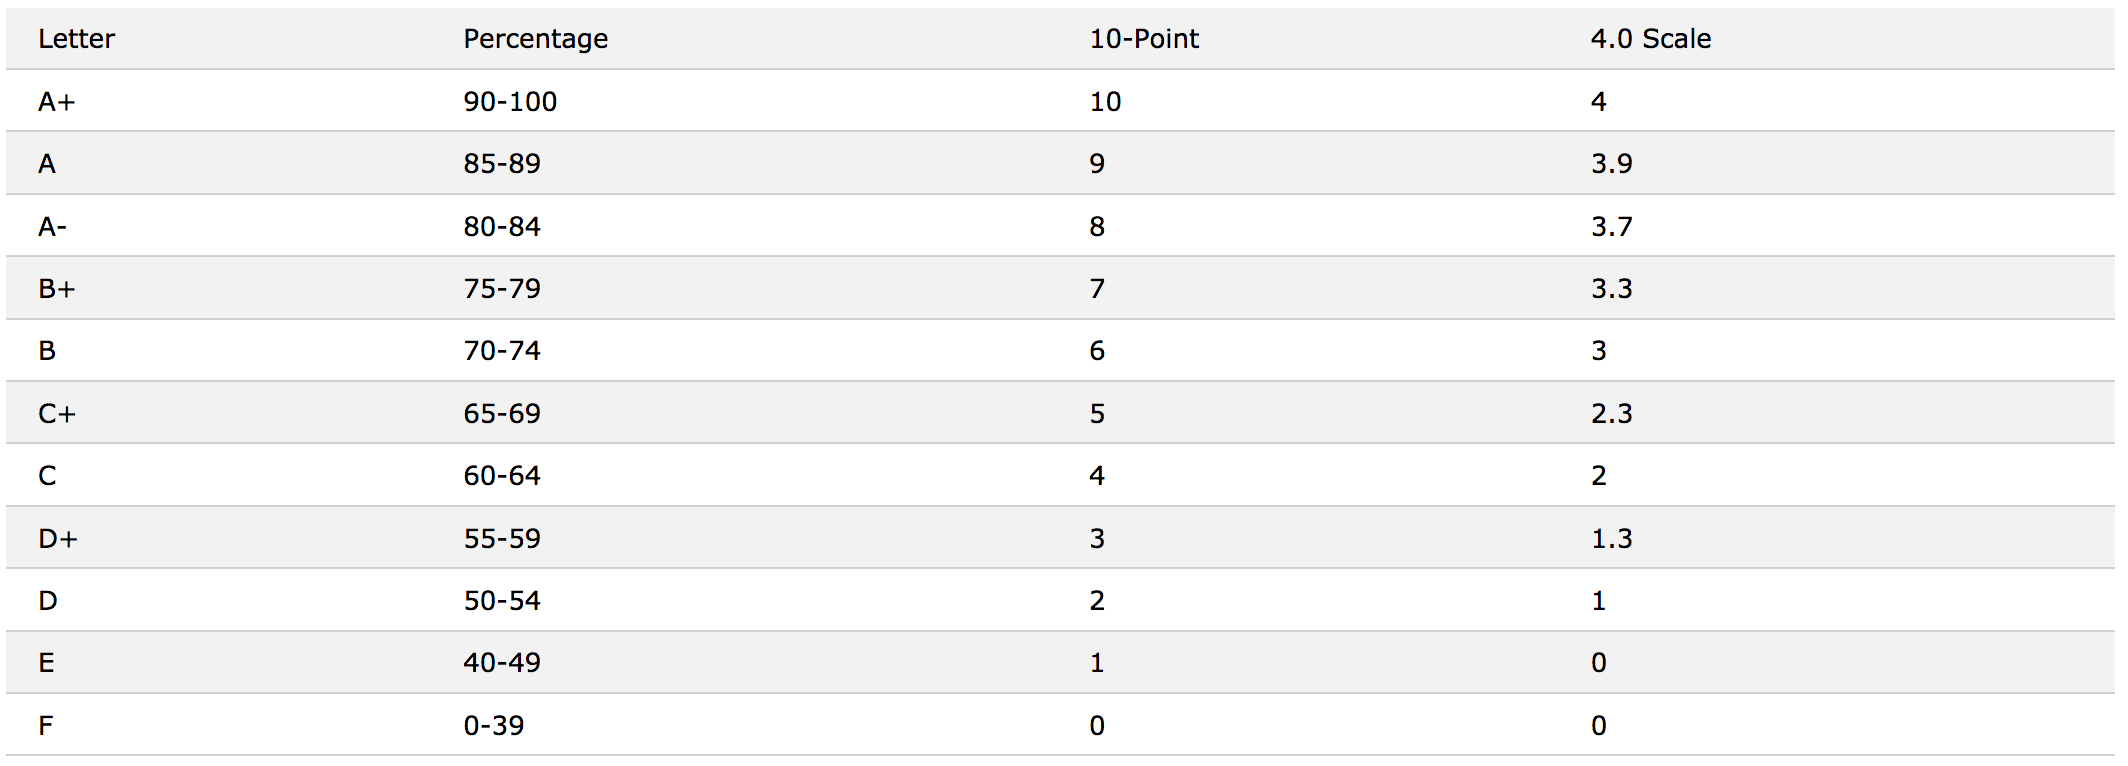 Letter Percentage 10-Point 4.0 Scale
A+ 90-100 10 4
A 85-89 9 3.9
A- 80-84 8 3.7
B+ 75-79 7 3.3
B 70-74 6 3
C+ 65-69 5 2.3
C 60-64 4 2
D+ 55-59 3 1.3
D 50-54 2 1
E 40-49 1 0
F 0-39 0 0